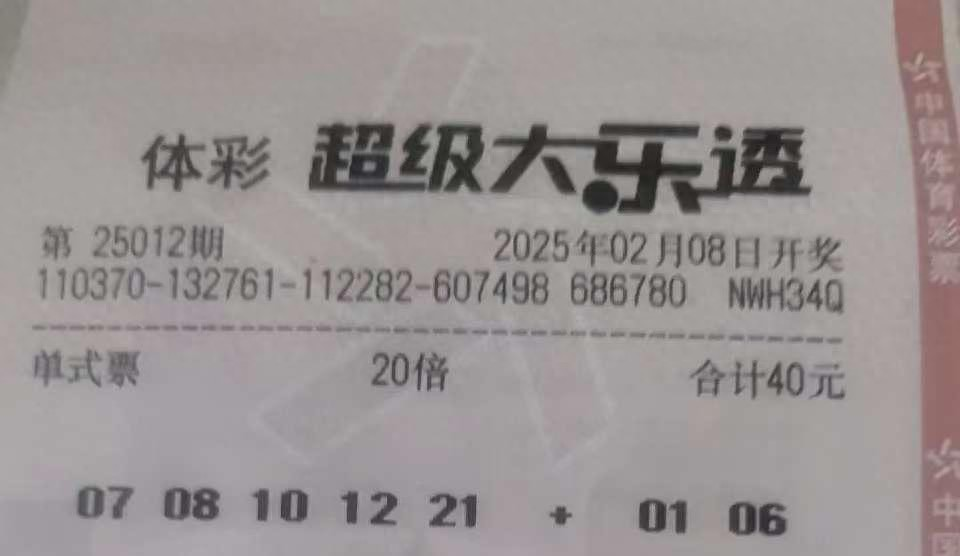 体彩 超级大乐透
第 25012期 2025年02月08日开奖
110370-132761-112282-607498 686780 NWH34Q
单式票 20倍 合计40元
07 08 10 12 21 + 01 06
中国体育彩票
中国